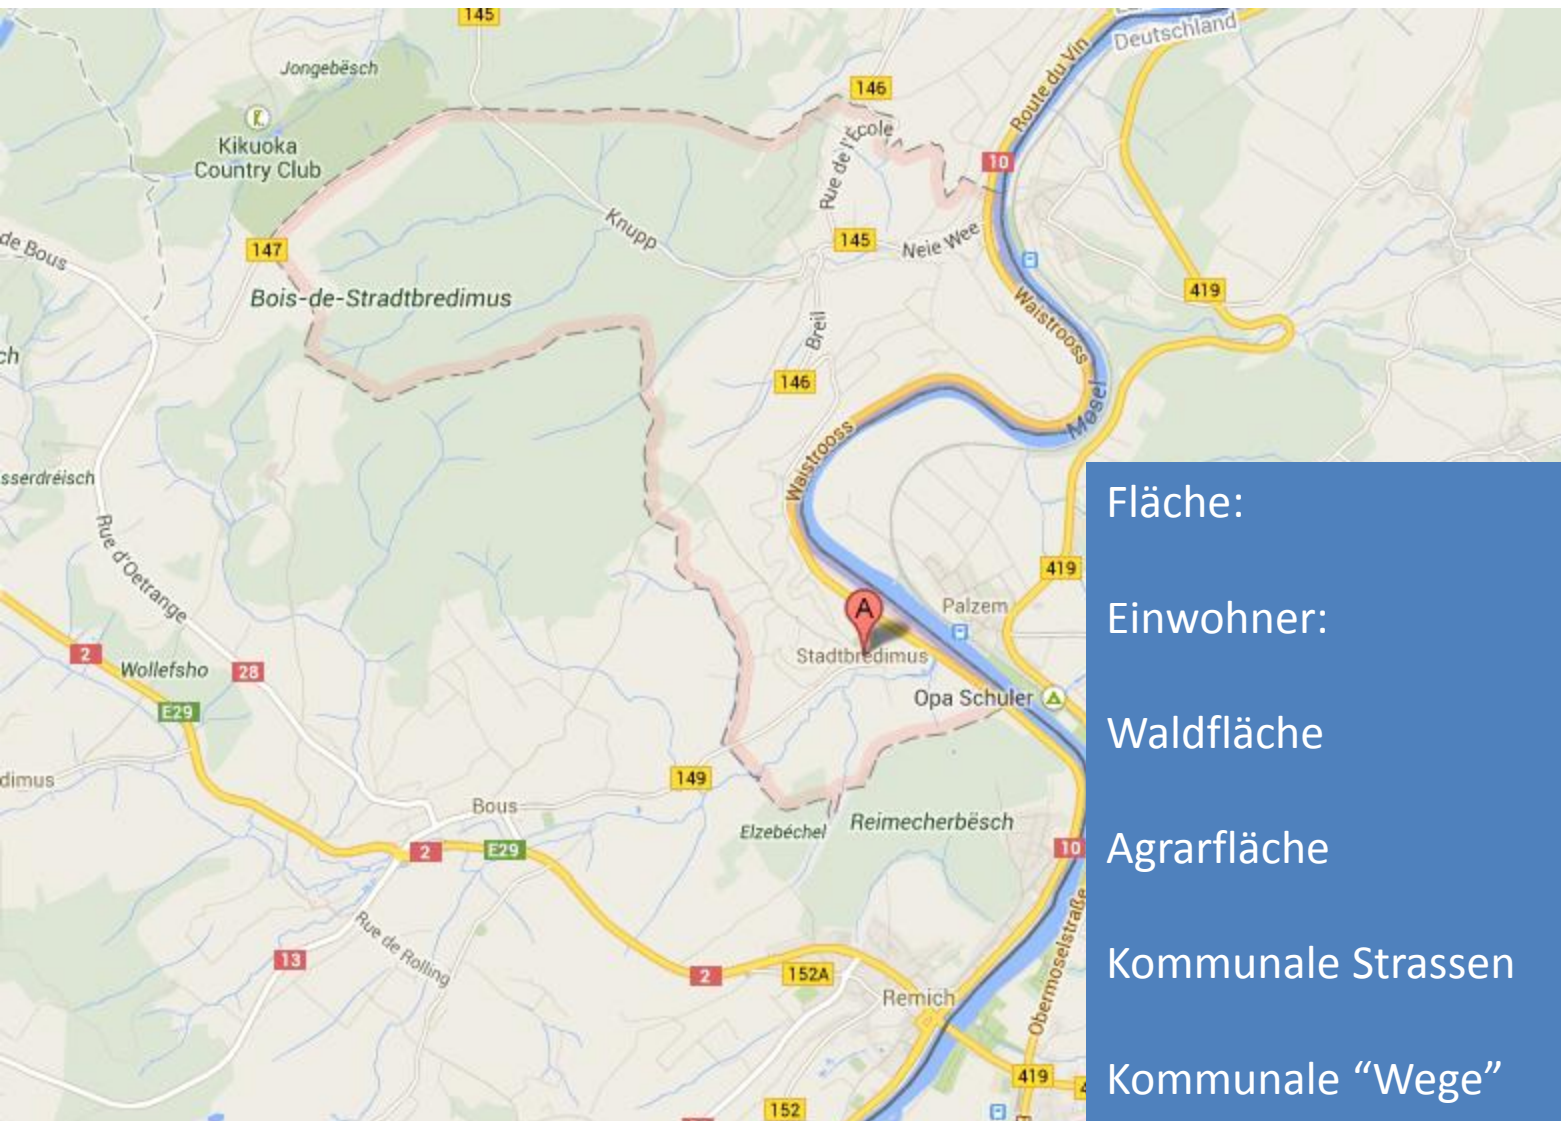 145
Deutschland
Jongebësch
Route du Vin
146
Kikuoka
Country Club
Rue de l'École
10
de Bous
147
Knupp
145
Neie Wee
Bois-de-Stradtbredimus
419
Waistrooss
Breil
ch
146
Mosel
Waistrooss
sserdréisch
Rue d'Oetrange
419
A
Palzem
Stadtbredimus
2
Wollefsho
28
Opa Schuler
E29
dimus
149
Bous
Elzebéchel
Reimecherbësch
2
E29
10
Rue de Rolling
13
2
152A
Remich
Obermoselstraße
419
4
152
Fläche:
Einwohner:
Waldfläche
Agrarfläche
Kommunale Strassen
Kommunale “Wege”